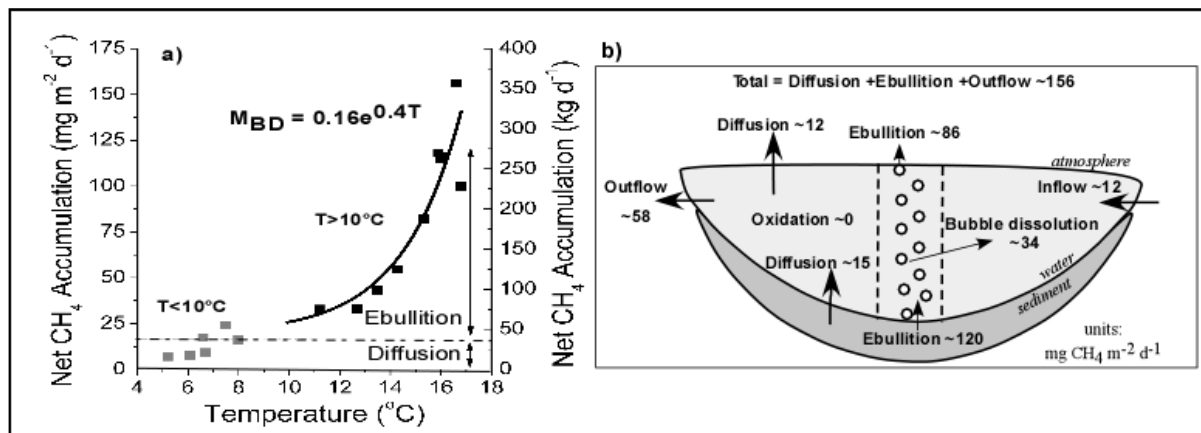 a)
Net CH₄ Accumulation (mg m⁻² d⁻¹)
175
150
125
100
75
50
25
0
M_BD = 0.16e^0.4T
T>10°C
T<10°C
Ebullition
Diffusion
400
350
300
250
200
150
100
50
0
Net CH₄ Accumulation (kg d⁻¹)
4 6 8 10 12 14 16 18
Temperature (°C)
b)
Total = Diffusion +Ebullition +Outflow ~156
Diffusion ~12
Ebullition ~86
atmosphere
Outflow
~58
Inflow ~12
Oxidation ~0
Bubble dissolution
~34
Diffusion ~15
water
sediment
Ebullition ~120
units:
mg CH₄ m⁻² d⁻¹